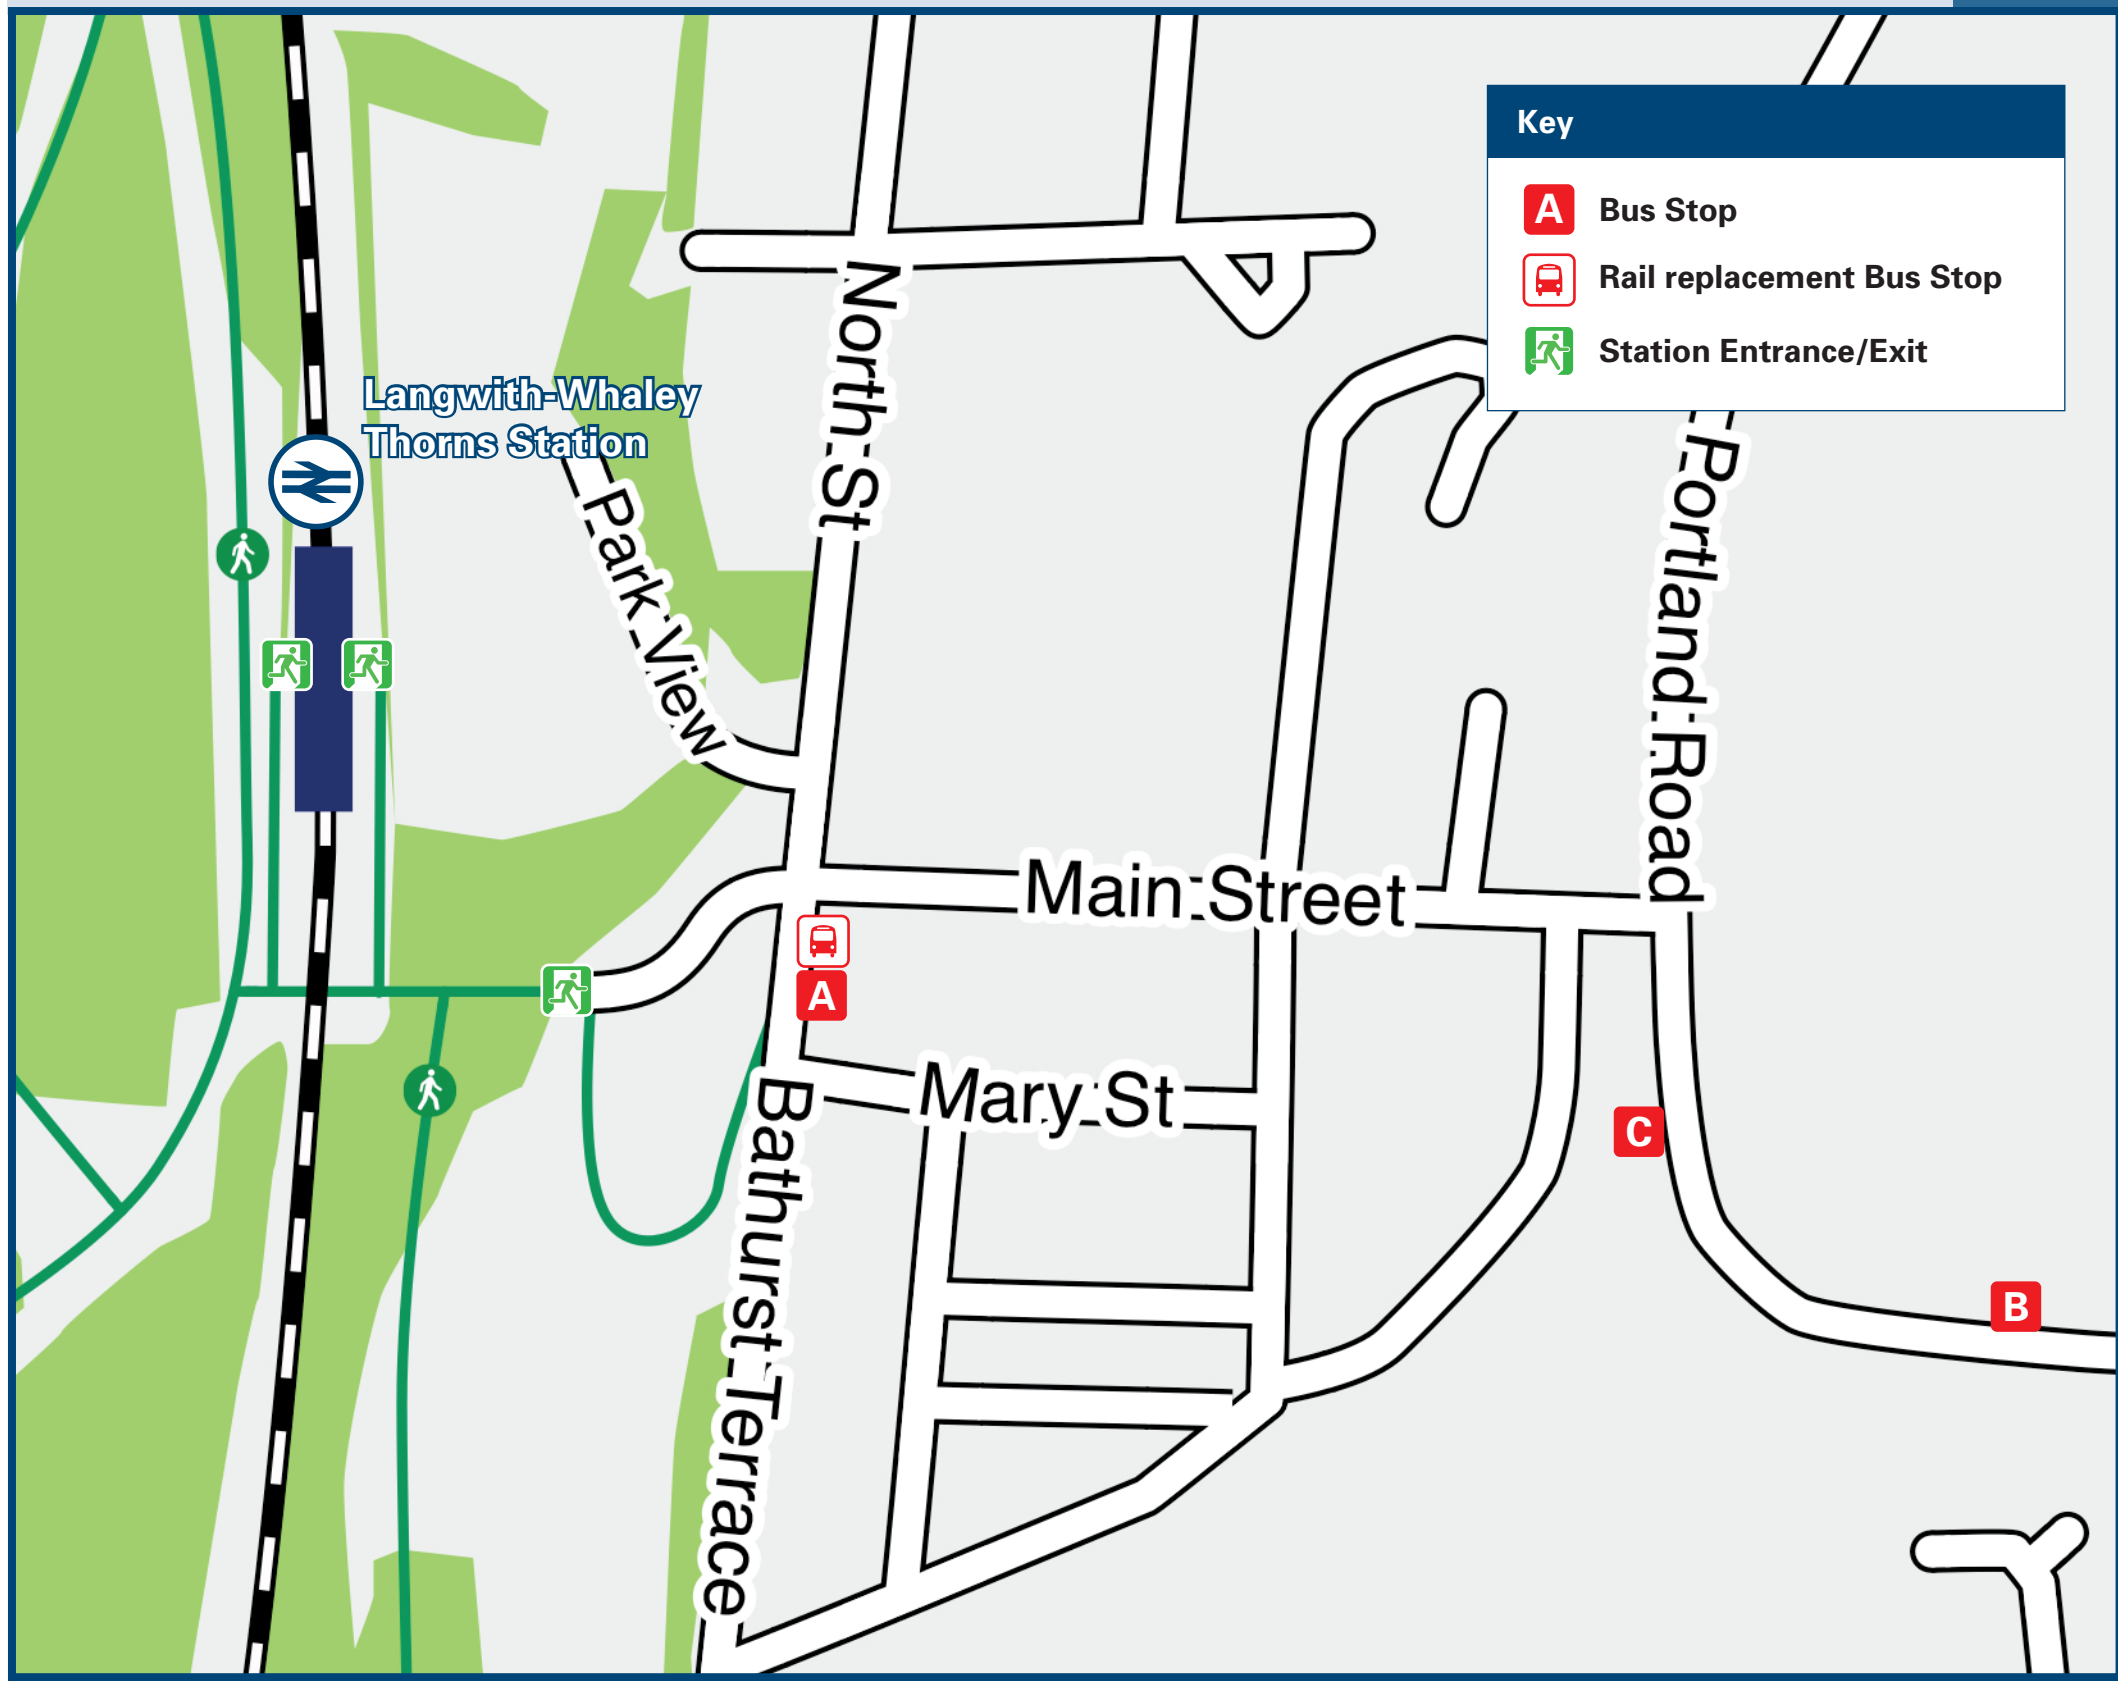 Key
A Bus Stop
Rail replacement Bus Stop
Station Entrance/Exit
Langwith-Whaley
Thorns Station
North St
Park View
Portland Road
Main Street
A
Mary St
Bathurst Terrace
C
B